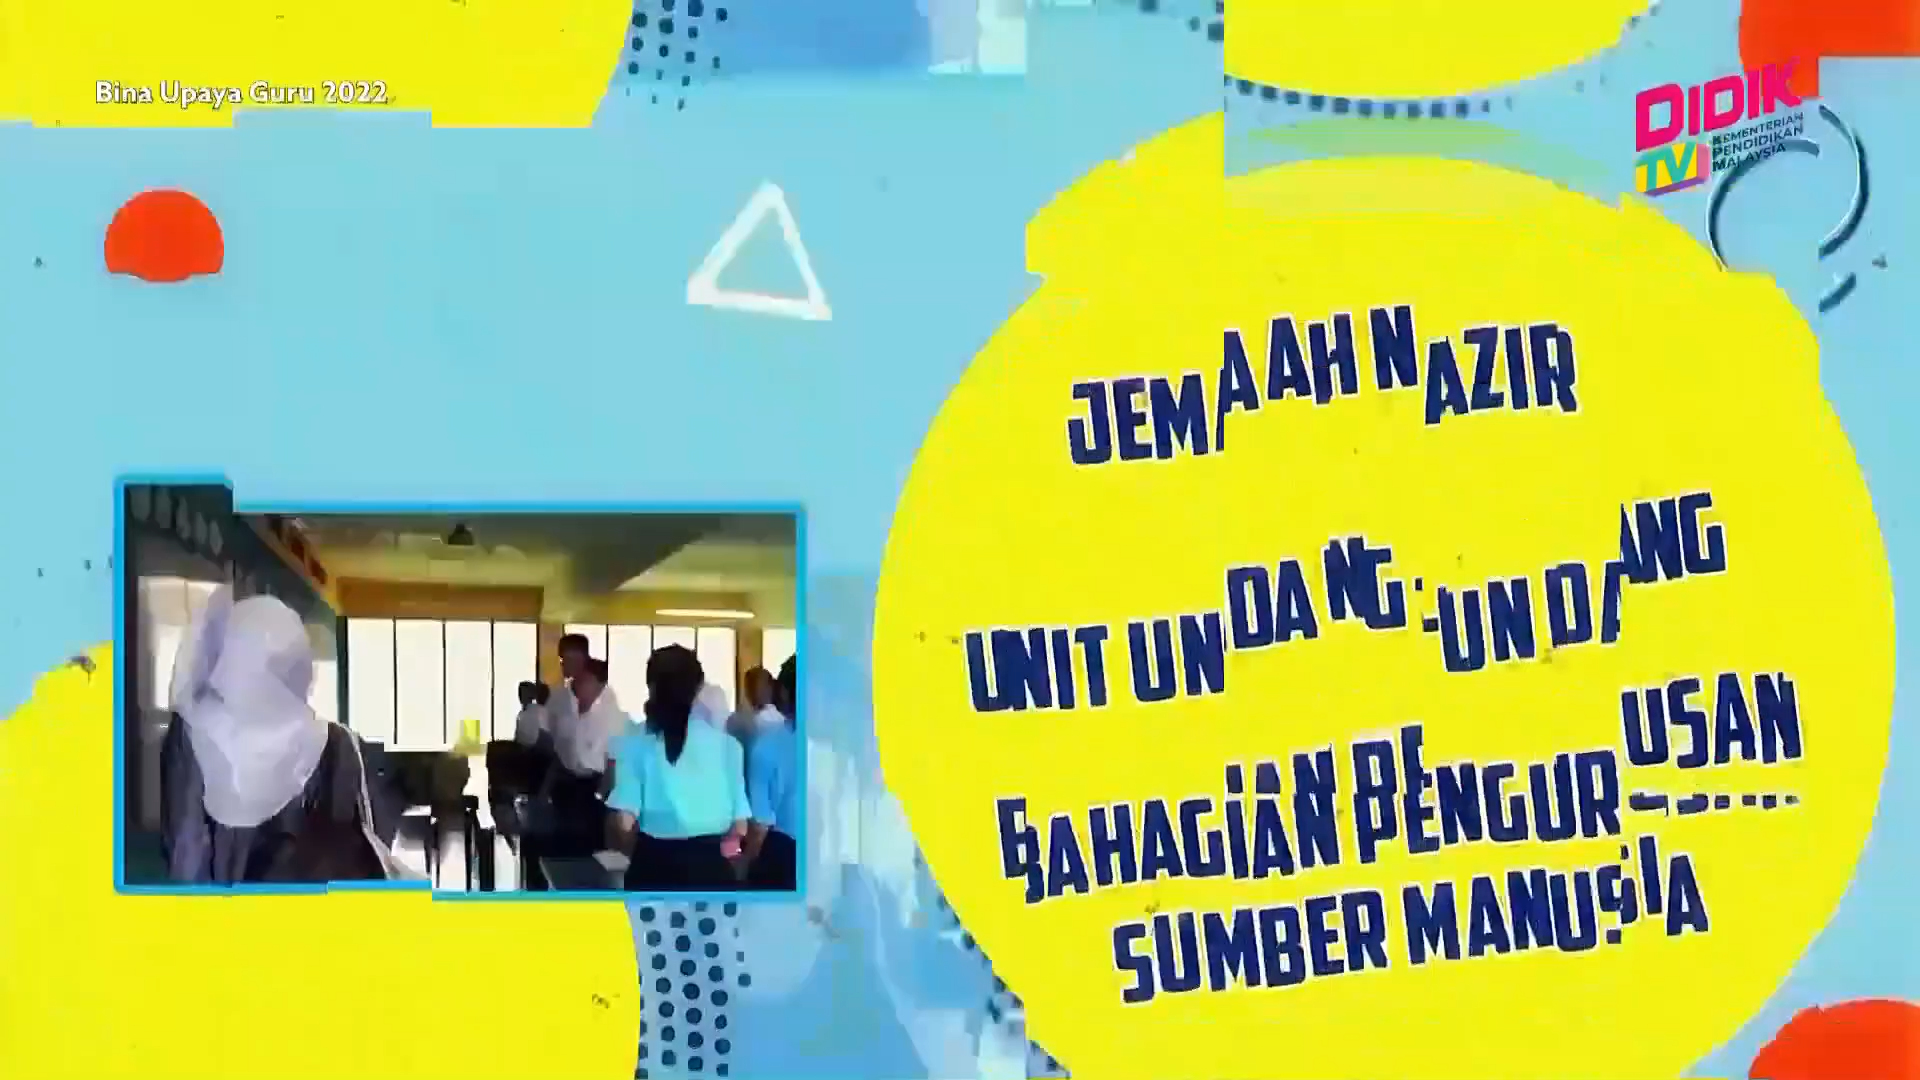 Bina Upaya Guru 2022
DIDIK
TV
KEMENTERIAN
PENDIDIKAN
MALAYSIA
JEMAAH NAZIR
UNIT UNDANG-UNDANG
BAHAGIAN PENGURUSAN
SUMBER MANUSIA